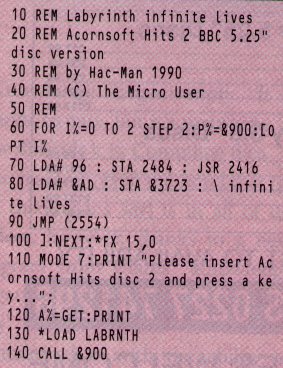 10 REM Labyrinth infinite lives
20 REM Acornsoft Hits 2 BBC 5.25"
disc version
30 REM by Hac-Man 1990
40 REM (C) The Micro User
50 REM
60 FOR I%=0 TO 2 STEP 2:P%=&900:[O
PT I%
70 LDA# 96 : STA 2484 : JSR 2416
80 LDA# &AD : STA &3723 : \ infini
te lives
90 JMP (2554)
100 ]:NEXT:*FX 15,0
110 MODE 7:PRINT "Please insert Ac
ornsoft Hits disc 2 and press a ke
y...";
120 A%=GET:PRINT
130 *LOAD LABRNTH
140 CALL &900